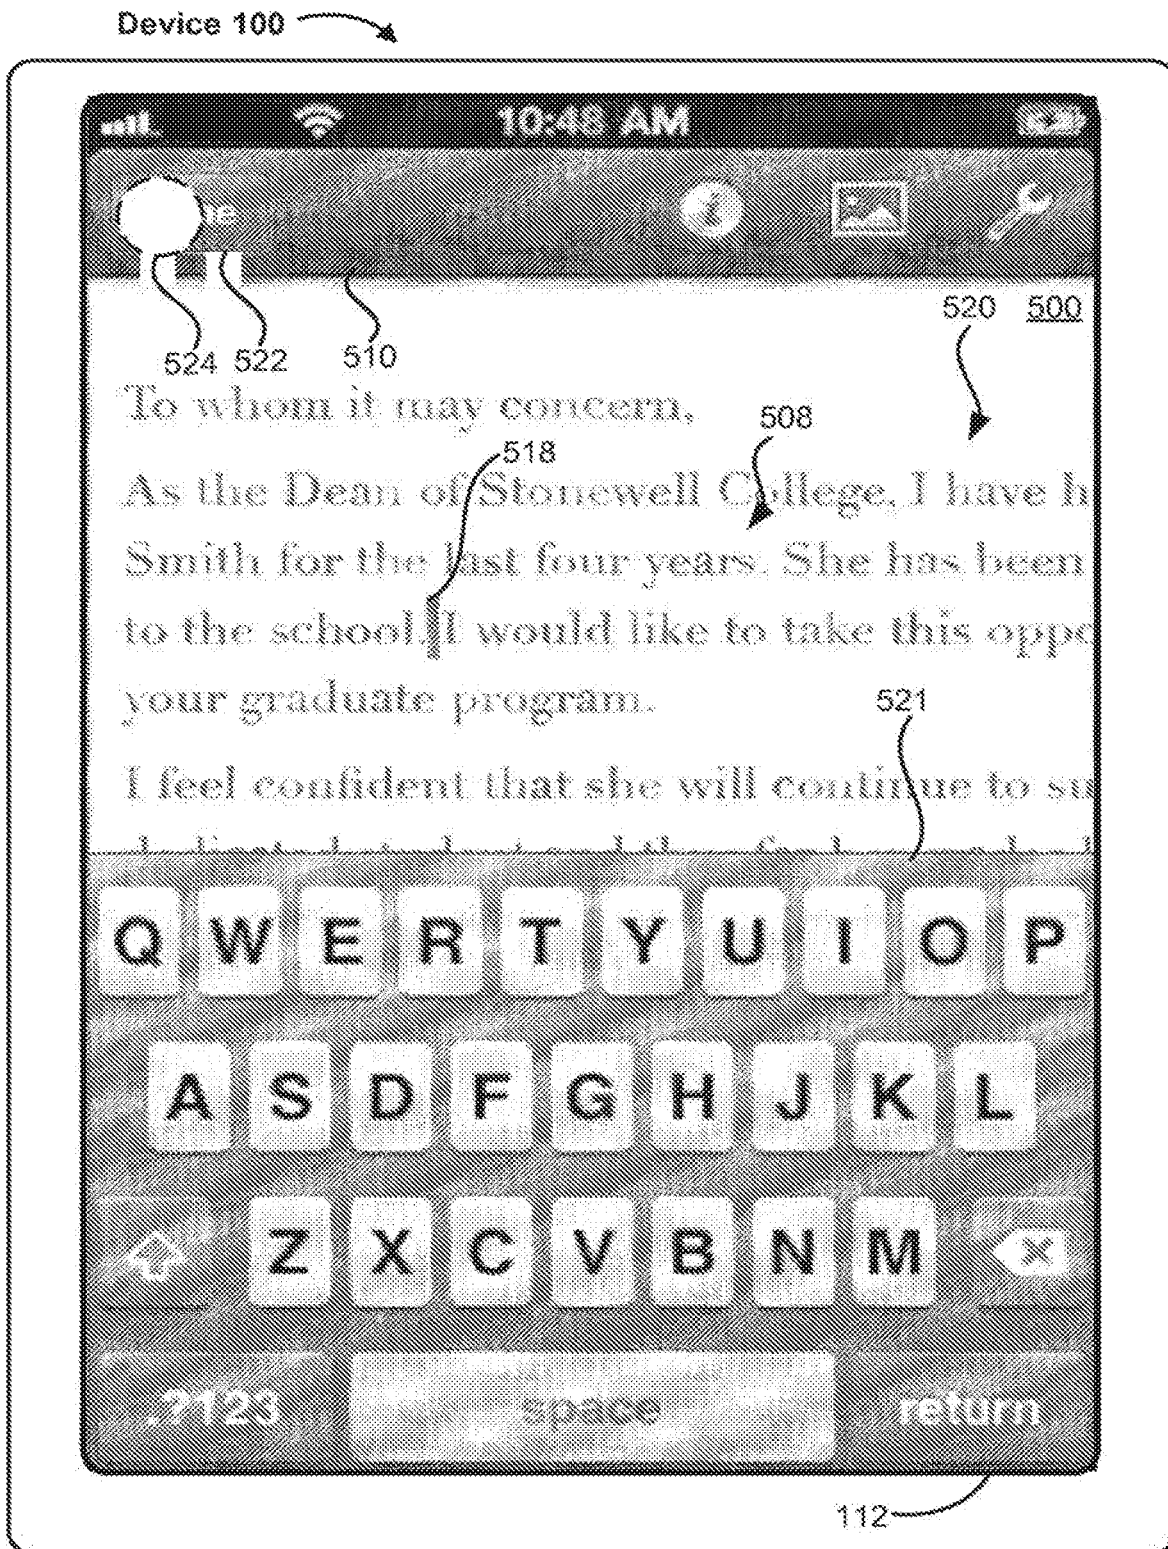 Device 100
10:48 AM
ne
520 500
524 522 510
To whom it may concern,
508
518
As the Dean of Stonewell College, I have h
Smith for the last four years. She has been
to the school. I would like to take this oppo
your graduate program.
521
I feel confident that she will continue to su
Q W E R T Y U I O P
A S D F G H J K L
Z X C V B N M
.?123 space return
112